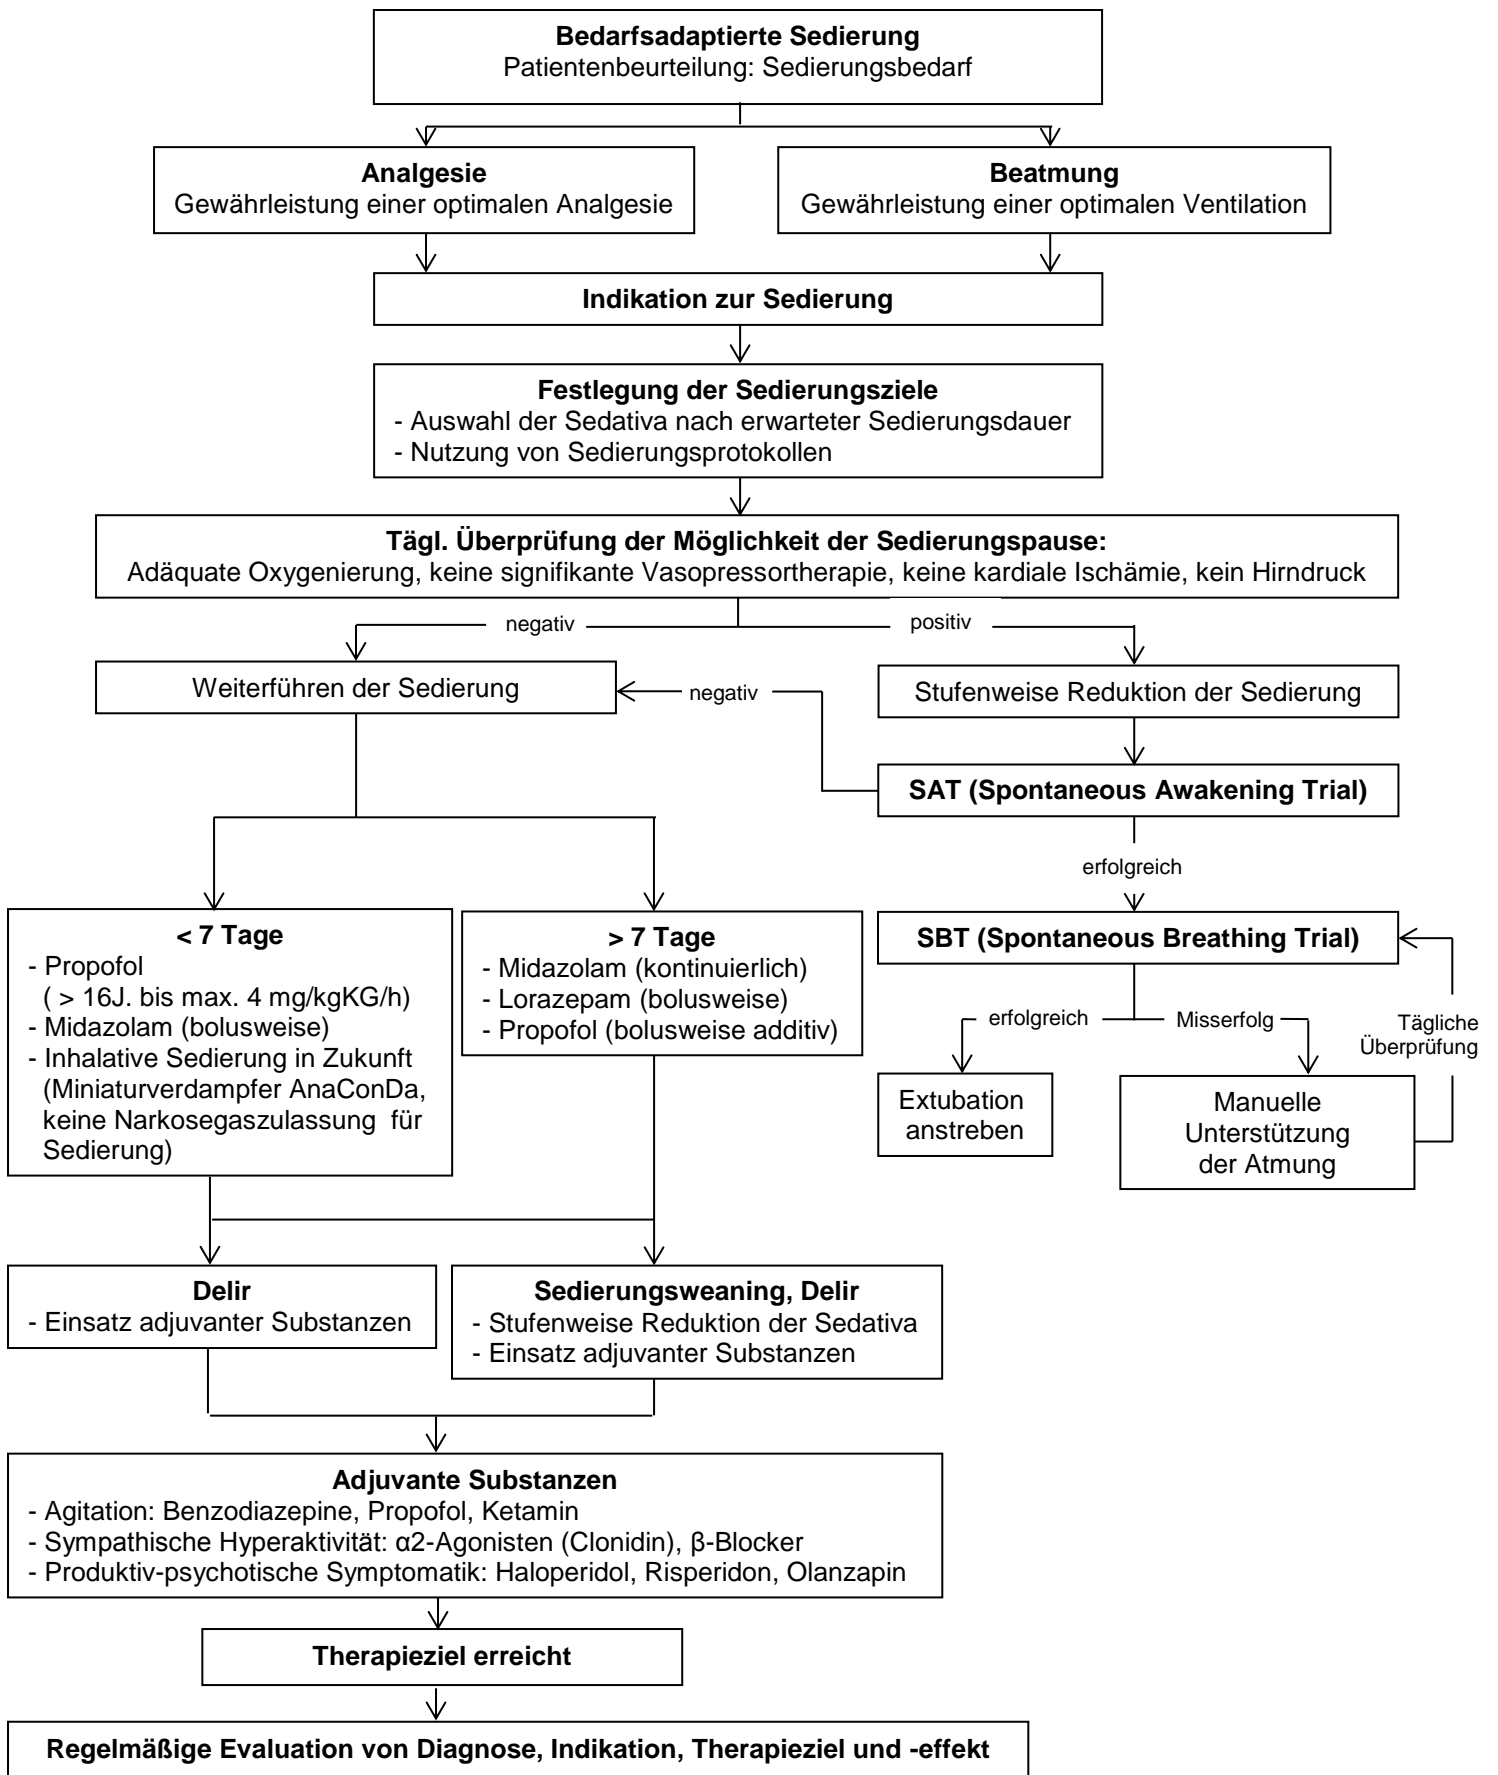 Bedarfsadaptierte Sedierung
Patientenbeurteilung: Sedierungsbedarf
Analgesie
Gewährleistung einer optimalen Analgesie
Beatmung
Gewährleistung einer optimalen Ventilation
Indikation zur Sedierung
Festlegung der Sedierungsziele
- Auswahl der Sedativa nach erwarteter Sedierungsdauer
- Nutzung von Sedierungsprotokollen
Tägl. Überprüfung der Möglichkeit der Sedierungspause:
Adäquate Oxygenierung, keine signifikante Vasopressortherapie, keine kardiale Ischämie, kein Hirndruck
negativ
positiv
Weiterführen der Sedierung
negativ
Stufenweise Reduktion der Sedierung
SAT (Spontaneous Awakening Trial)
erfolgreich
SBT (Spontaneous Breathing Trial)
erfolgreich
Misserfolg
Tägliche
Überprüfung
Extubation
anstreben
Manuelle
Unterstützung
der Atmung
< 7 Tage
- Propofol
( > 16J. bis max. 4 mg/kgKG/h)
- Midazolam (bolusweise)
- Inhalative Sedierung in Zukunft
(Miniaturverdampfer AnaConDa,
keine Narkosegaszulassung für
Sedierung)
> 7 Tage
- Midazolam (kontinuierlich)
- Lorazepam (bolusweise)
- Propofol (bolusweise additiv)
Delir
- Einsatz adjuvanter Substanzen
Sedierungsweaning, Delir
- Stufenweise Reduktion der Sedativa
- Einsatz adjuvanter Substanzen
Adjuvante Substanzen
- Agitation: Benzodiazepine, Propofol, Ketamin
- Sympathische Hyperaktivität: α2-Agonisten (Clonidin), β-Blocker
- Produktiv-psychotische Symptomatik: Haloperidol, Risperidon, Olanzapin
Therapieziel erreicht
Regelmäßige Evaluation von Diagnose, Indikation, Therapieziel und -effekt